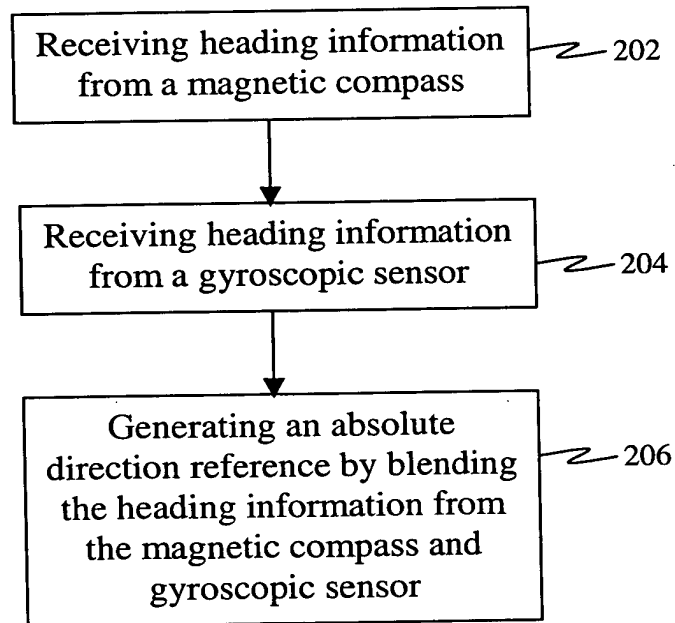 Receiving heading information
from a magnetic compass
202
Receiving heading information
from a gyroscopic sensor
204
Generating an absolute
direction reference by blending
the heading information from
the magnetic compass and
gyroscopic sensor
206